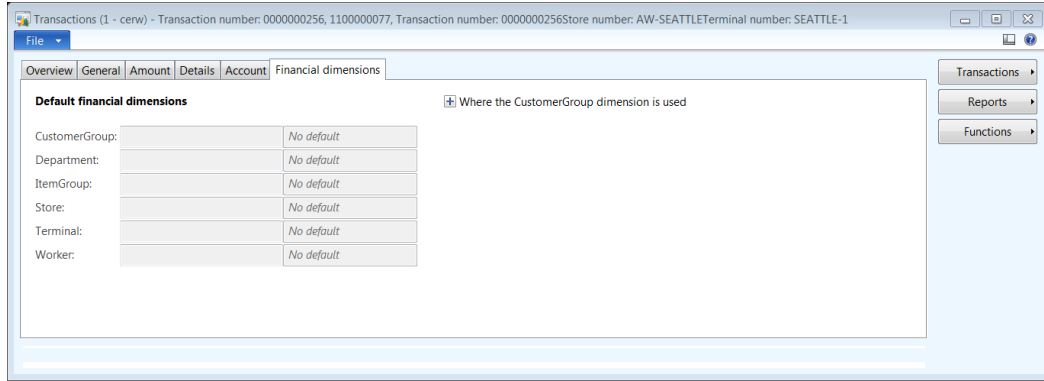 Transactions (1 - cerw) - Transaction number: 0000000256, 1100000077, Transaction number: 0000000256Store number: AW-SEATTLETerminal number: SEATTLE-1
File
Overview General Amount Details Account Financial dimensions
Transactions
Default financial dimensions
Where the CustomerGroup dimension is used
Reports
CustomerGroup: No default
Functions
Department: No default
ItemGroup: No default
Store: No default
Terminal: No default
Worker: No default